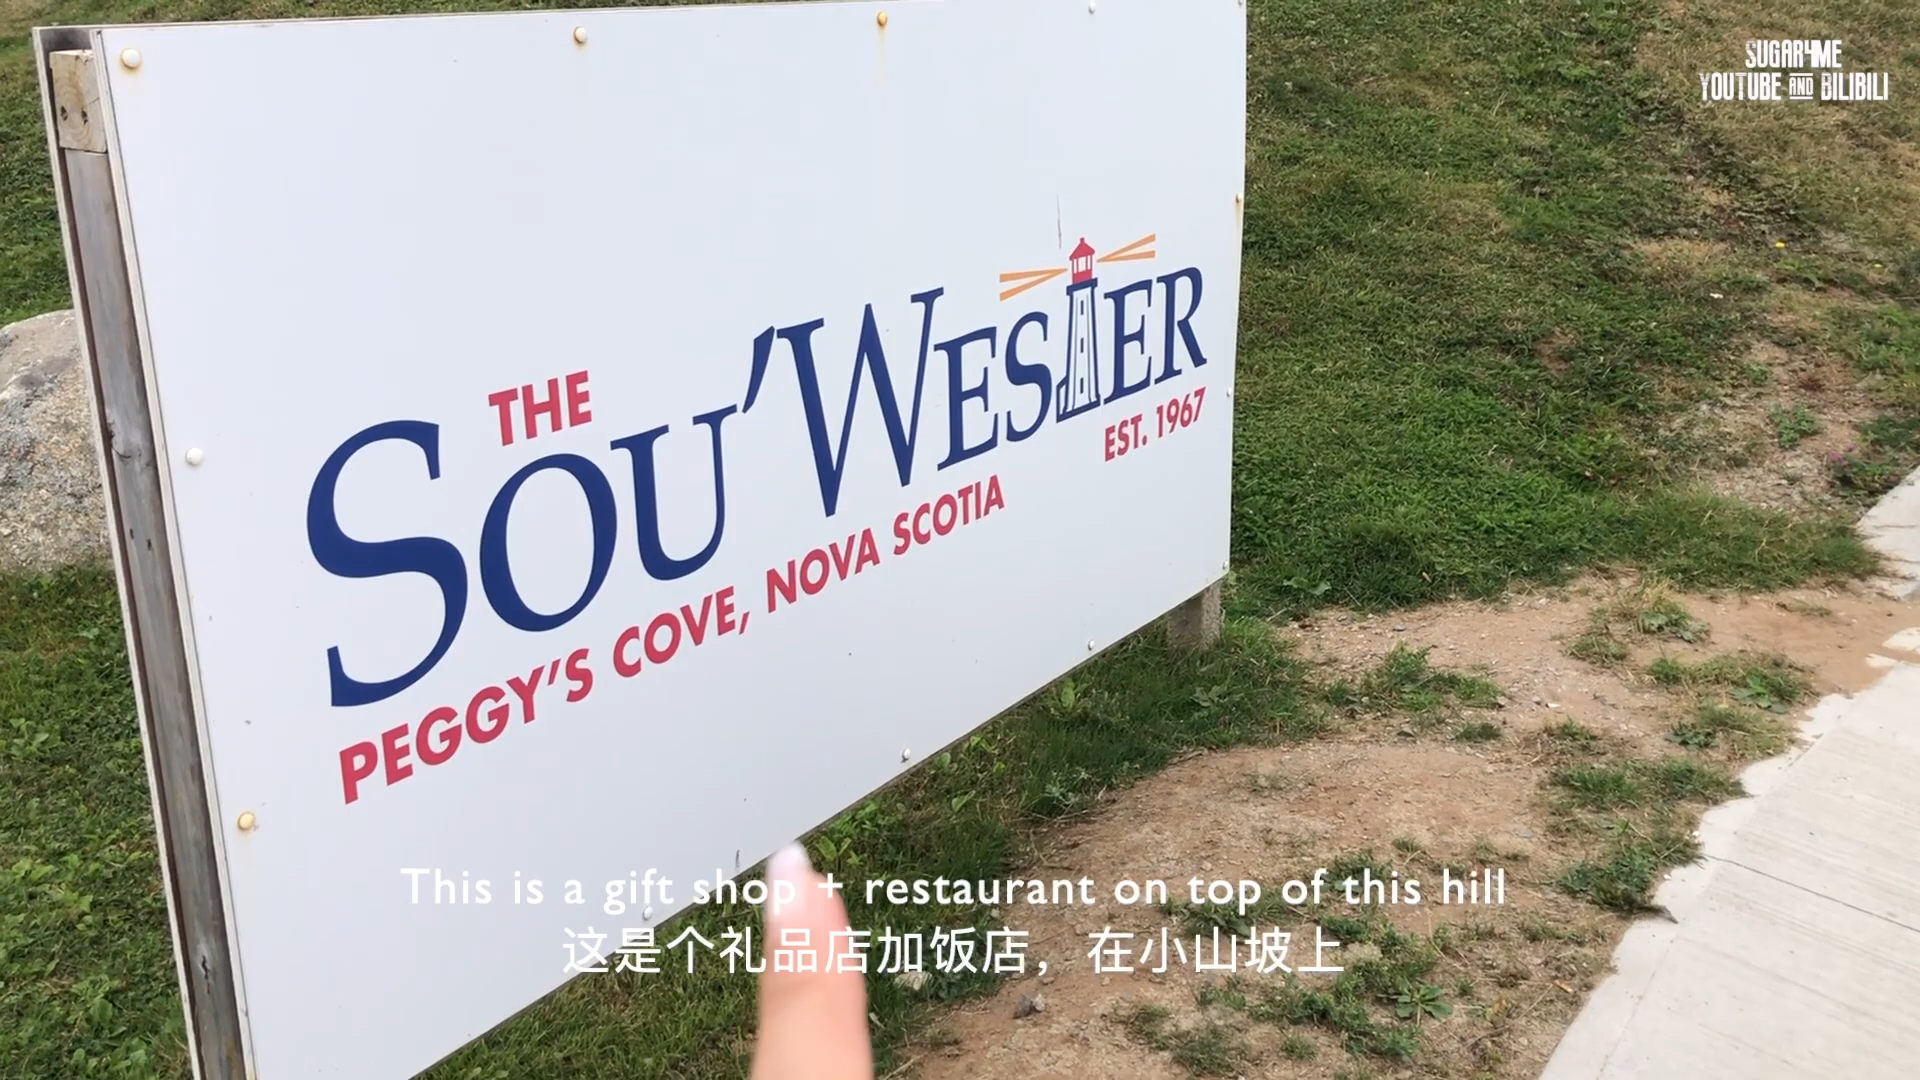 SUGAR4ME
YOUTUBE AND BILIBILI
THE
SOU'WESTER
EST. 1967
PEGGY'S COVE, NOVA SCOTIA
This is a gift shop + restaurant on top of this hill
这是个礼品店加饭店，在小山坡上